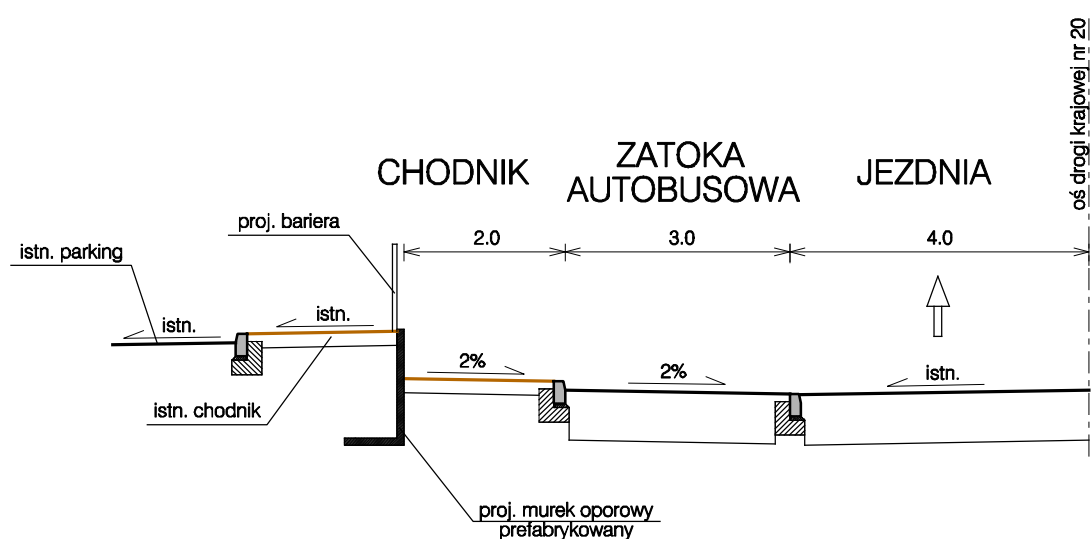 oś drogi krajowej nr 20
CHODNIK
ZATOKA
AUTOBUSOWA
JEZDNIA
proj. bariera
2.0
3.0
4.0
istn. parking
istn.
istn.
2%
2%
istn.
istn. chodnik
proj. murek oporowy
prefabrykowany